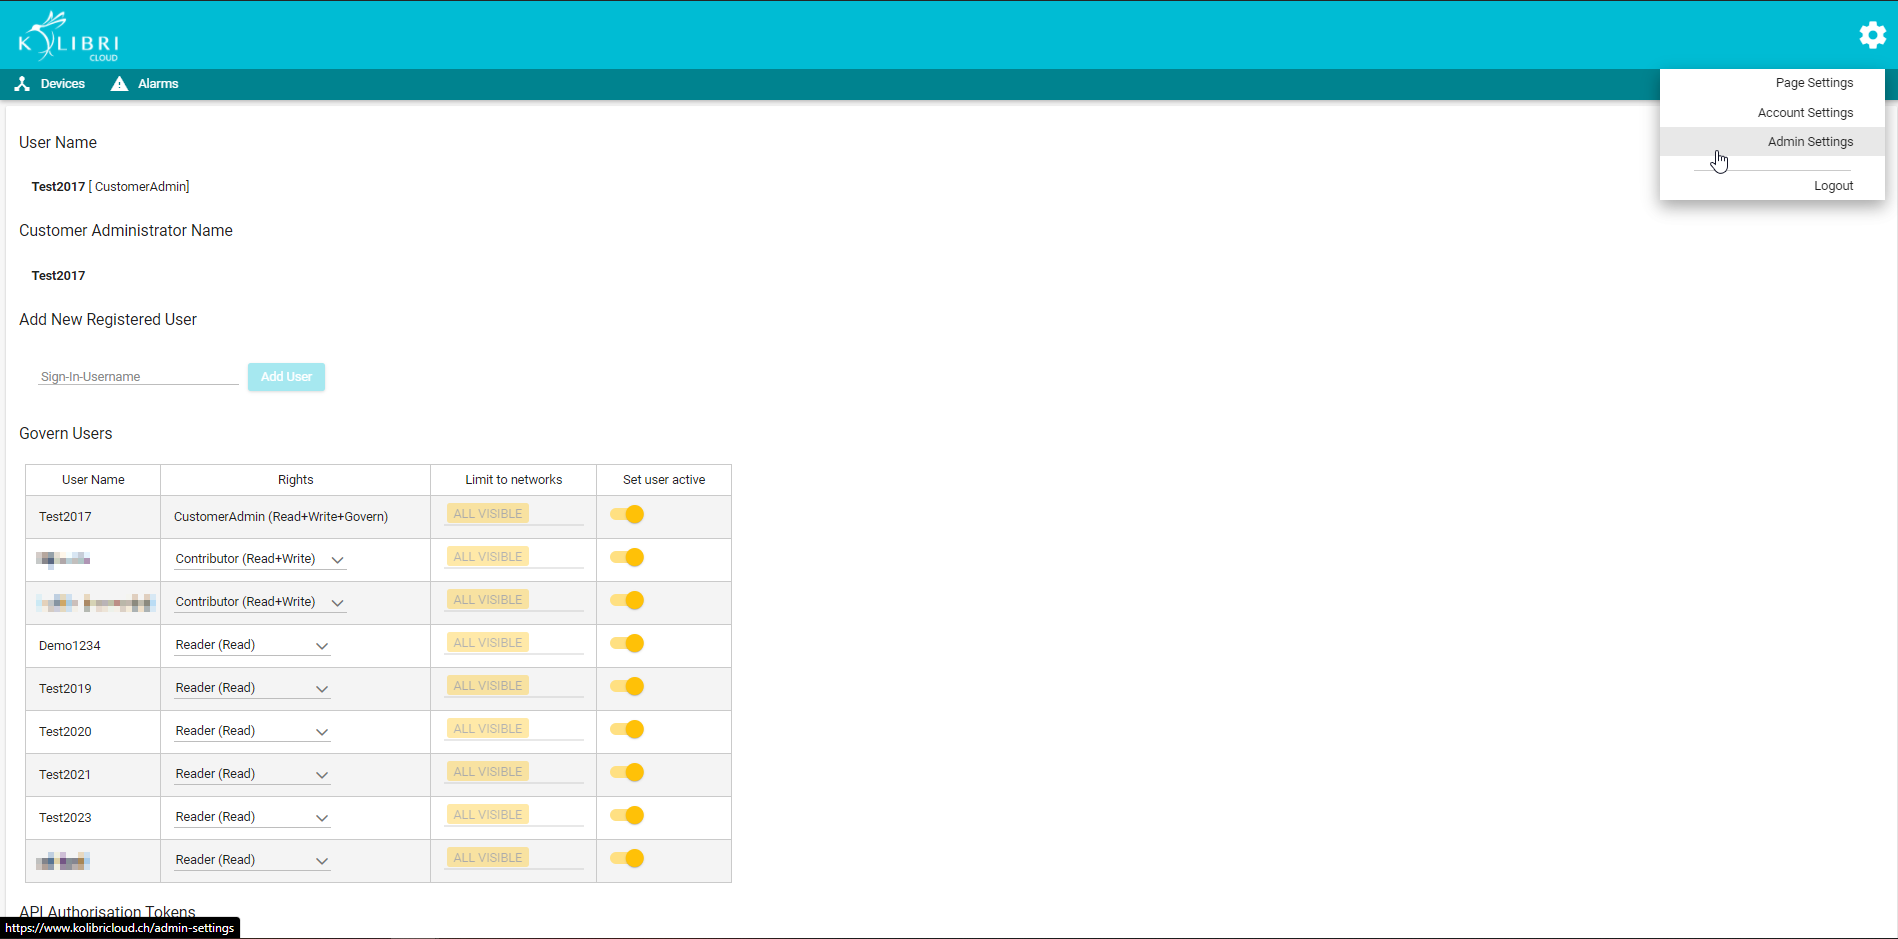 KOLIBRI
CLOUD
Devices
Alarms
Page Settings
Account Settings
Admin Settings
Logout
User Name
Test2017 [ CustomerAdmin]
Customer Administrator Name
Test2017
Add New Registered User
Sign-In-Username
Add User
Govern Users
User Name Rights Limit to networks Set user active
Test2017 CustomerAdmin (Read+Write+Govern) ALL VISIBLE
Contributor (Read+Write) ALL VISIBLE
Contributor (Read+Write) ALL VISIBLE
Demo1234 Reader (Read) ALL VISIBLE
Test2019 Reader (Read) ALL VISIBLE
Test2020 Reader (Read) ALL VISIBLE
Test2021 Reader (Read) ALL VISIBLE
Test2023 Reader (Read) ALL VISIBLE
Reader (Read) ALL VISIBLE
API Authorisation Tokens
https://www.kolibricloud.ch/admin-settings